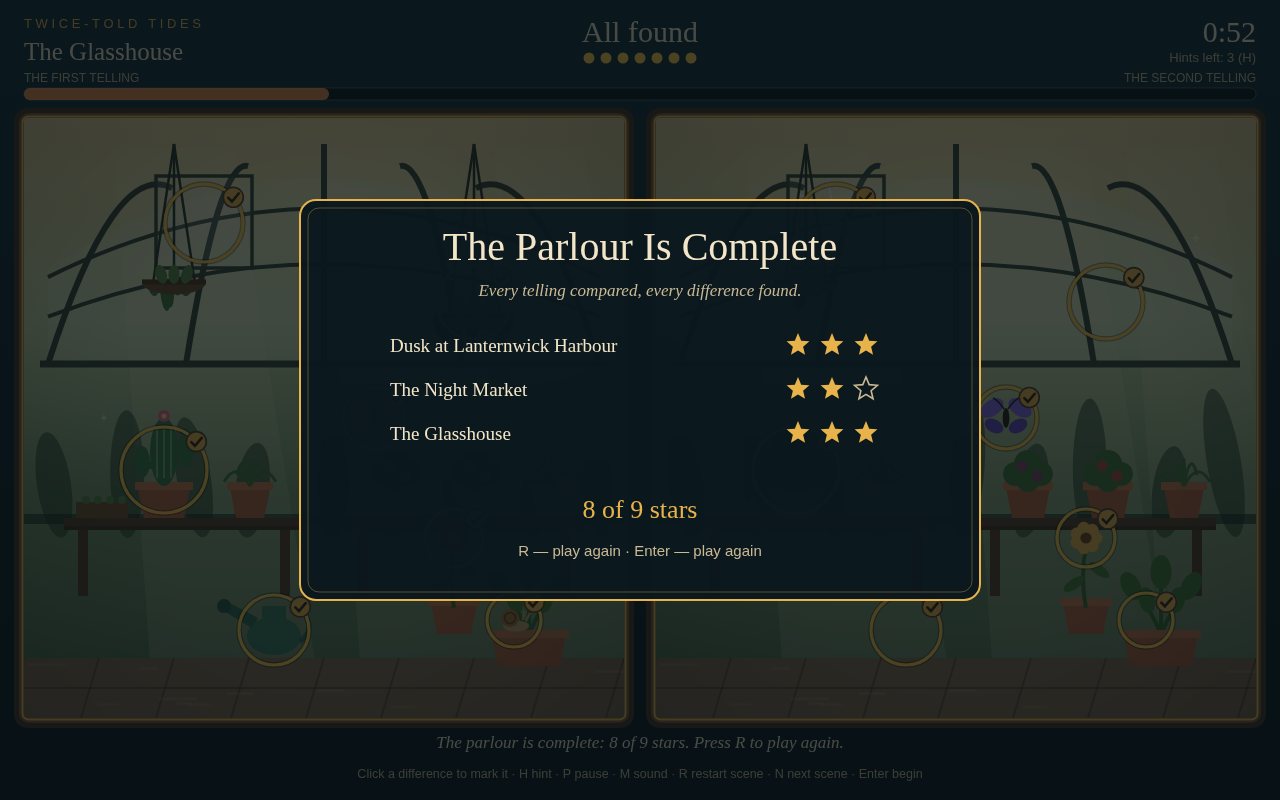 TWICE-TOLD TIDES
The Glasshouse
THE FIRST TELLING
All found
0:52
Hints left: 3 (H)
THE SECOND TELLING
The Parlour Is Complete
Every telling compared, every difference found.
Dusk at Lanternwick Harbour
The Night Market
The Glasshouse
8 of 9 stars
R — play again · Enter — play again
The parlour is complete: 8 of 9 stars. Press R to play again.
Click a difference to mark it · H hint · P pause · M sound · R restart scene · N next scene · Enter begin